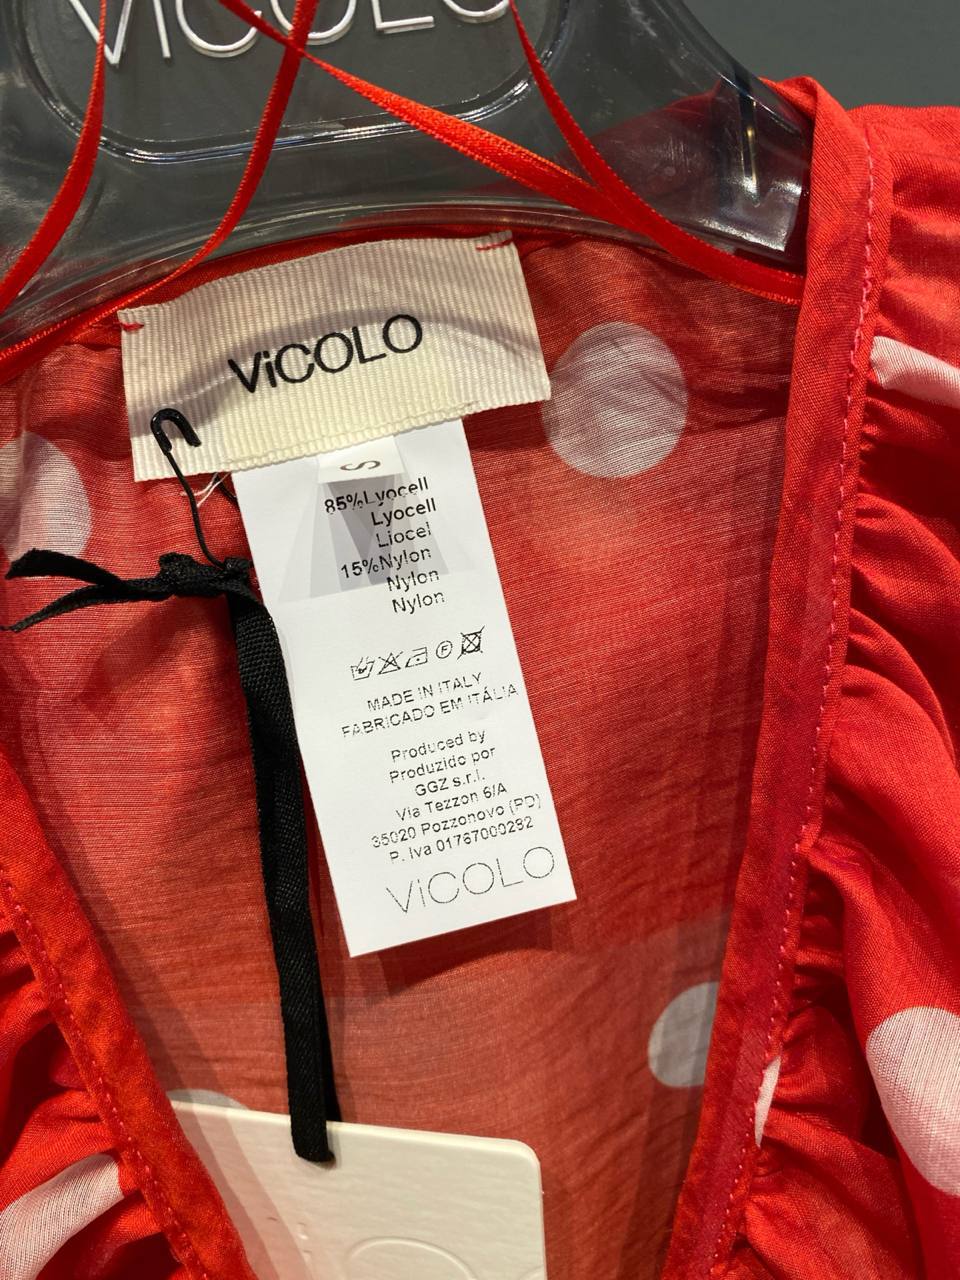 ViCOLO
ViCOLO
S
85%Lyocell
Lyocell
Liocel
15%Nylon
Nylon
Nylon
F
MADE IN ITALY
FABRICADO EM ITÁLIA
Produced by
Produzido por
GGZ s.r.l.
Via Tezzon 6/A
35020 Pozzonovo (PD)
P. Iva 01767000282
ViCOLO